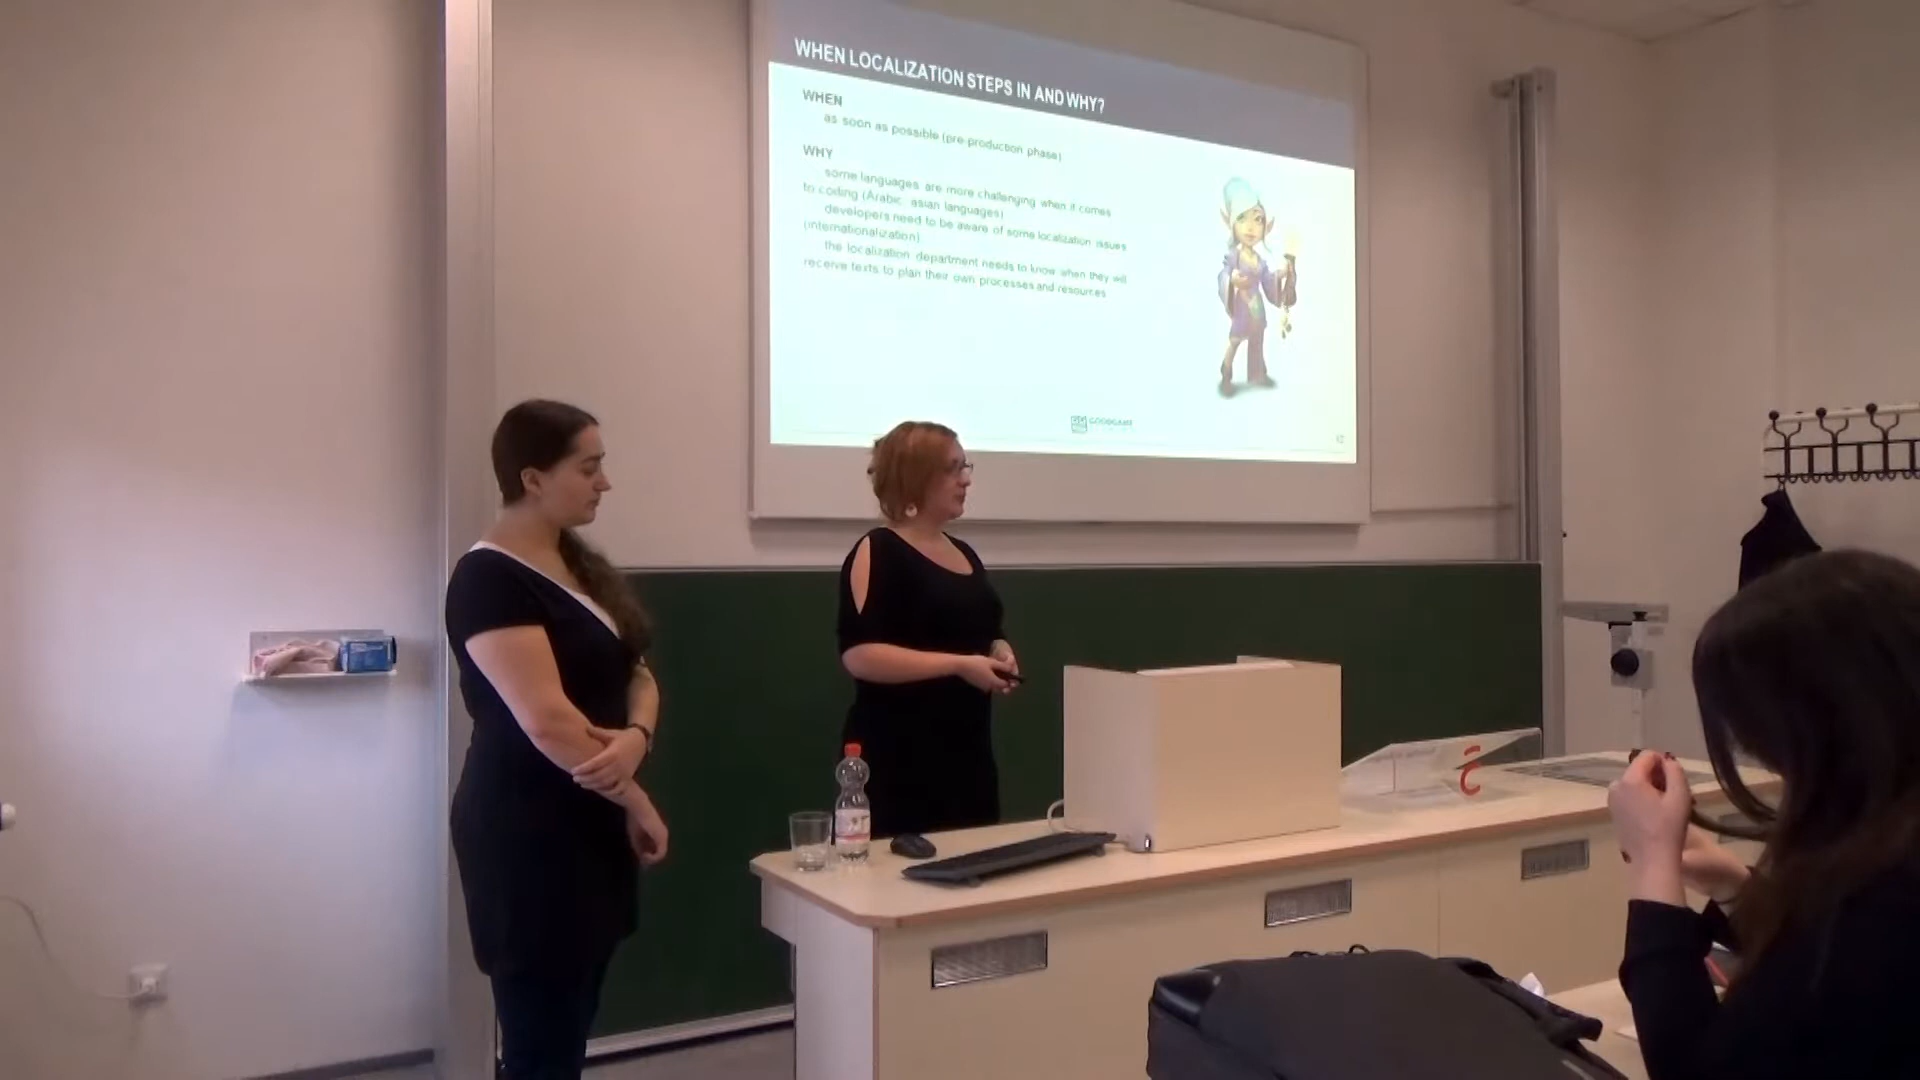 WHEN LOCALIZATION STEPS IN AND WHY?
WHEN
as soon as possible (pre-production phase)
WHY
some languages are more challenging when it comes
to coding (Arabic, asian languages)
developers need to be aware of some localization issues
(internationalization)
the localization department needs to know when they will
receive texts to plan their own processes and resources
GOODGAME